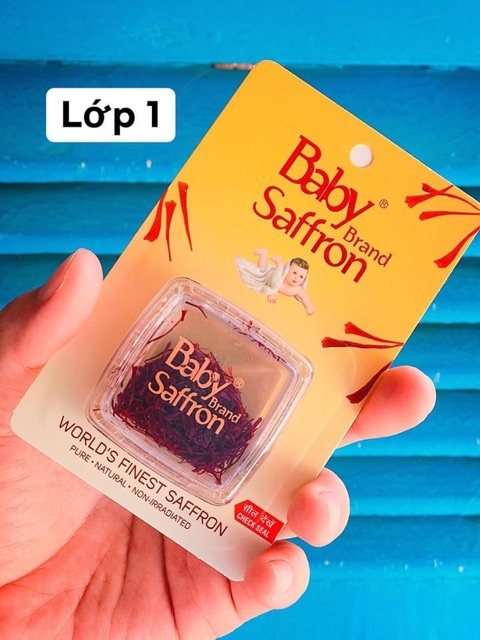 Lớp 1
Baby ®
Brand
Saffron
Baby ®
Brand
Saffron
WORLD'S FINEST SAFFRON
PURE • NATURAL • NON-IRRADIATED
सील देखें
CHECK SEAL